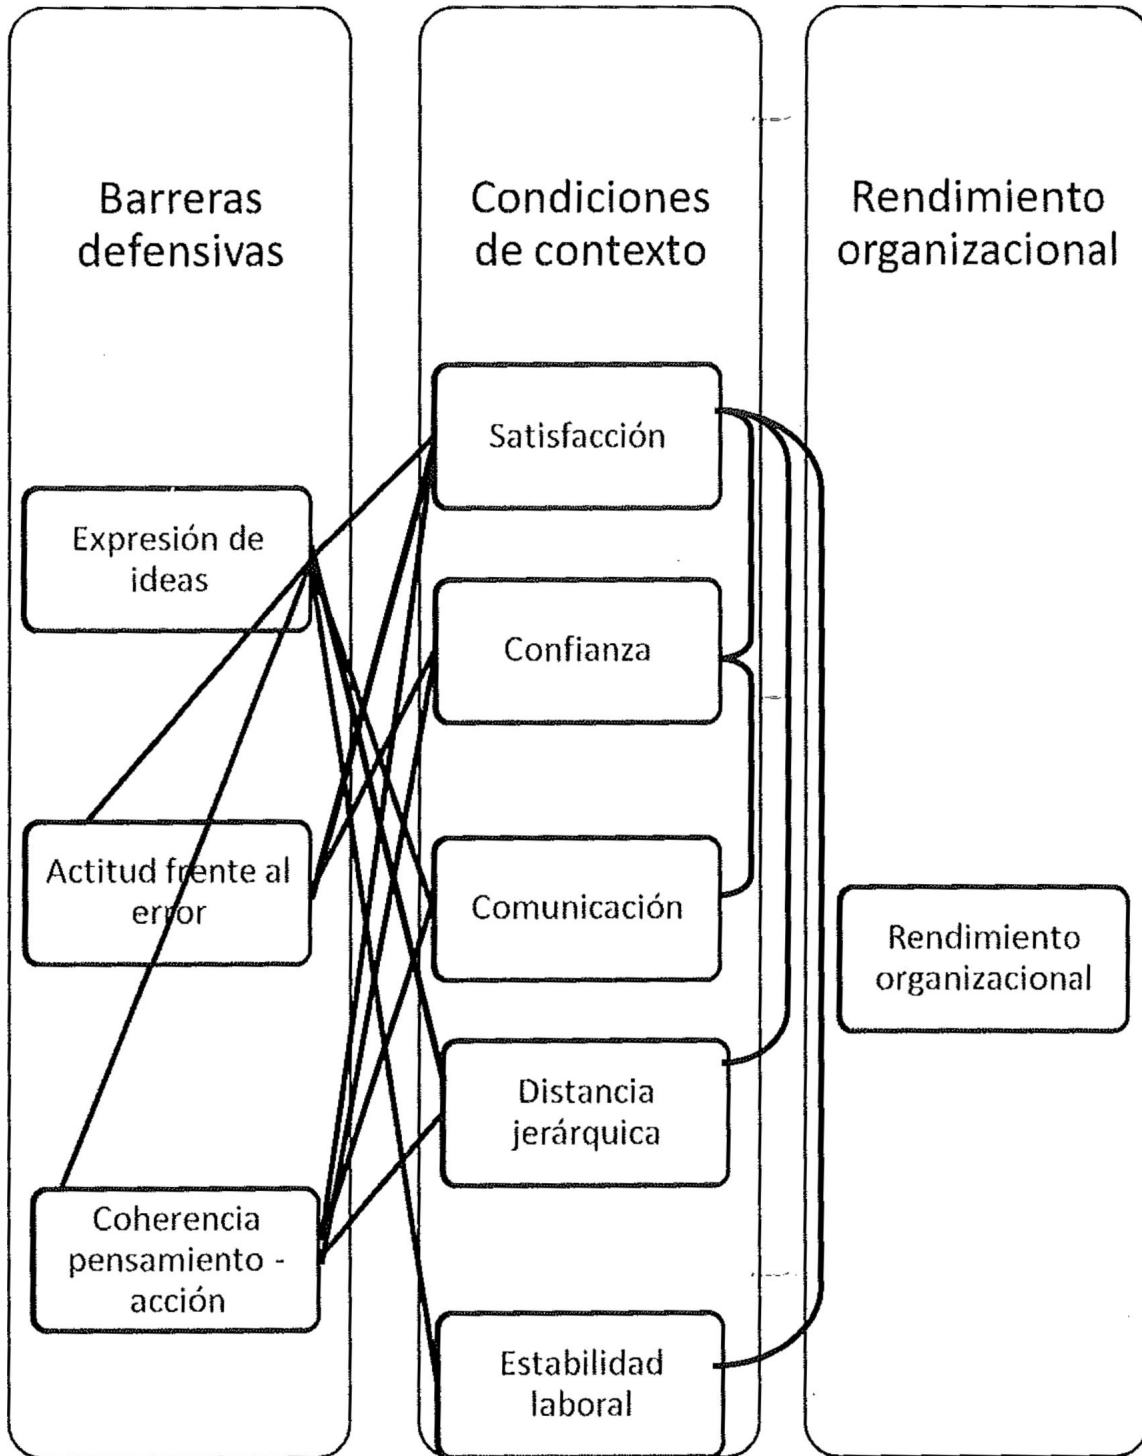 Barreras
defensivas
Condiciones
de contexto
Rendimiento
organizacional
Satisfacción
Expresión de
ideas
Confianza
Actitud frente al
error
Comunicación
Rendimiento
organizacional
Distancia
jerárquica
Coherencia
pensamiento -
acción
Estabilidad
laboral